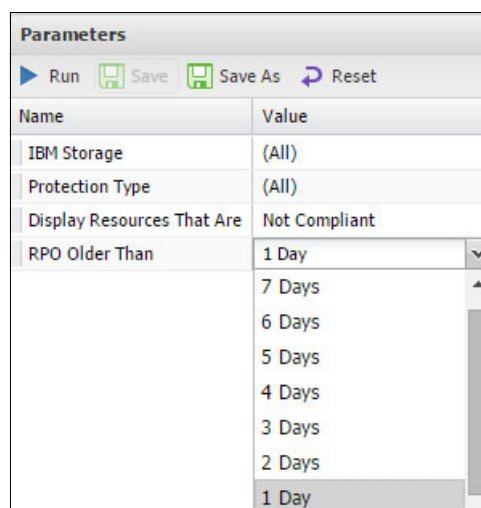 Parameters
Run Save Save As Reset
Name Value
IBM Storage (All)
Protection Type (All)
Display Resources That Are Not Compliant
RPO Older Than 1 Day
7 Days
6 Days
5 Days
4 Days
3 Days
2 Days
1 Day